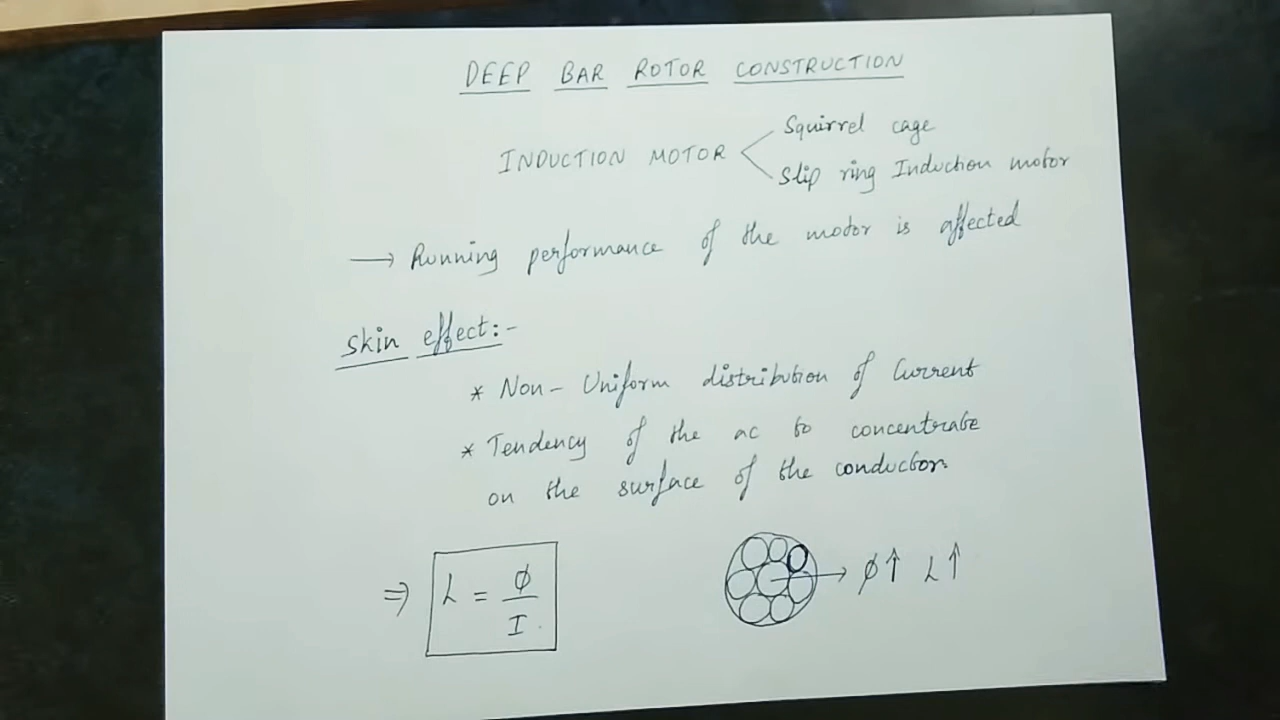 DEEP BAR ROTOR CONSTRUCTION
INDUCTION MOTOR
Squirrel cage
Slip ring Induction motor
→ Running performance of the motor is affected
Skin effect:-
* Non- Uniform distribution of Current
* Tendency of the ac to concentrate
on the surface of the conductor.
⇒ L = ϕ / I
→ ϕ↑ L↑